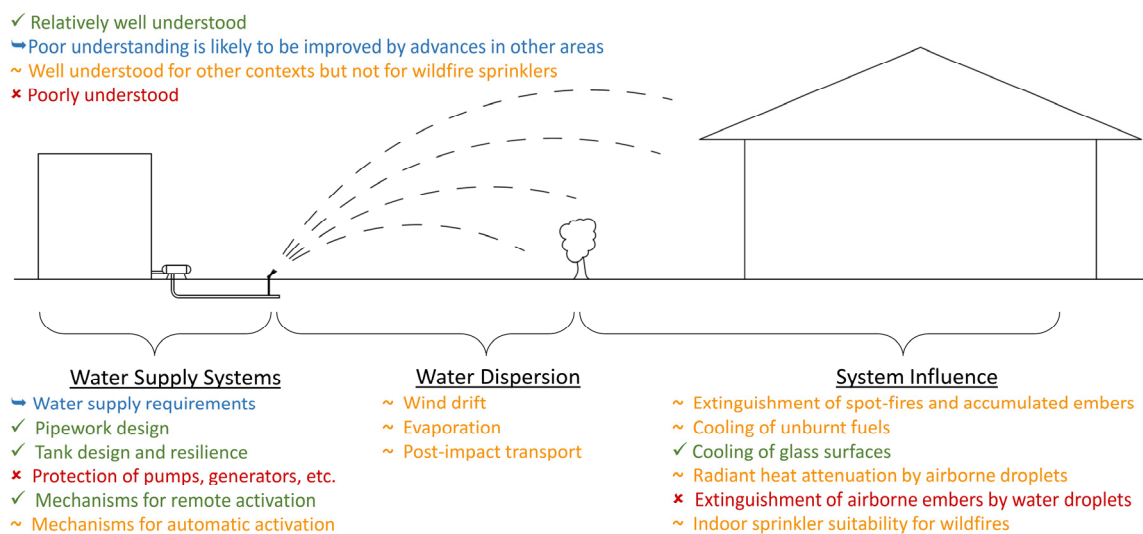 ✓ Relatively well understood
⮩ Poor understanding is likely to be improved by advances in other areas
~ Well understood for other contexts but not for wildfire sprinklers
✘ Poorly understood
Water Supply Systems
⮩ Water supply requirements
✓ Pipework design
✓ Tank design and resilience
✘ Protection of pumps, generators, etc.
✓ Mechanisms for remote activation
~ Mechanisms for automatic activation
Water Dispersion
~ Wind drift
~ Evaporation
~ Post-impact transport
System Influence
~ Extinguishment of spot-fires and accumulated embers
~ Cooling of unburnt fuels
✓ Cooling of glass surfaces
~ Radiant heat attenuation by airborne droplets
✘ Extinguishment of airborne embers by water droplets
~ Indoor sprinkler suitability for wildfires